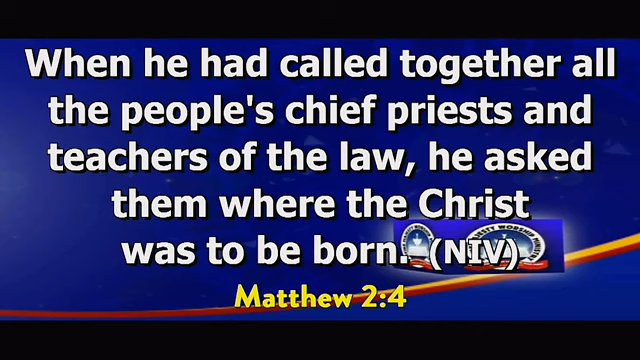 When he had called together all
the people's chief priests and
teachers of the law, he asked
them where the Christ
was to be born. (NIV)
Matthew 2:4
WORSHIP